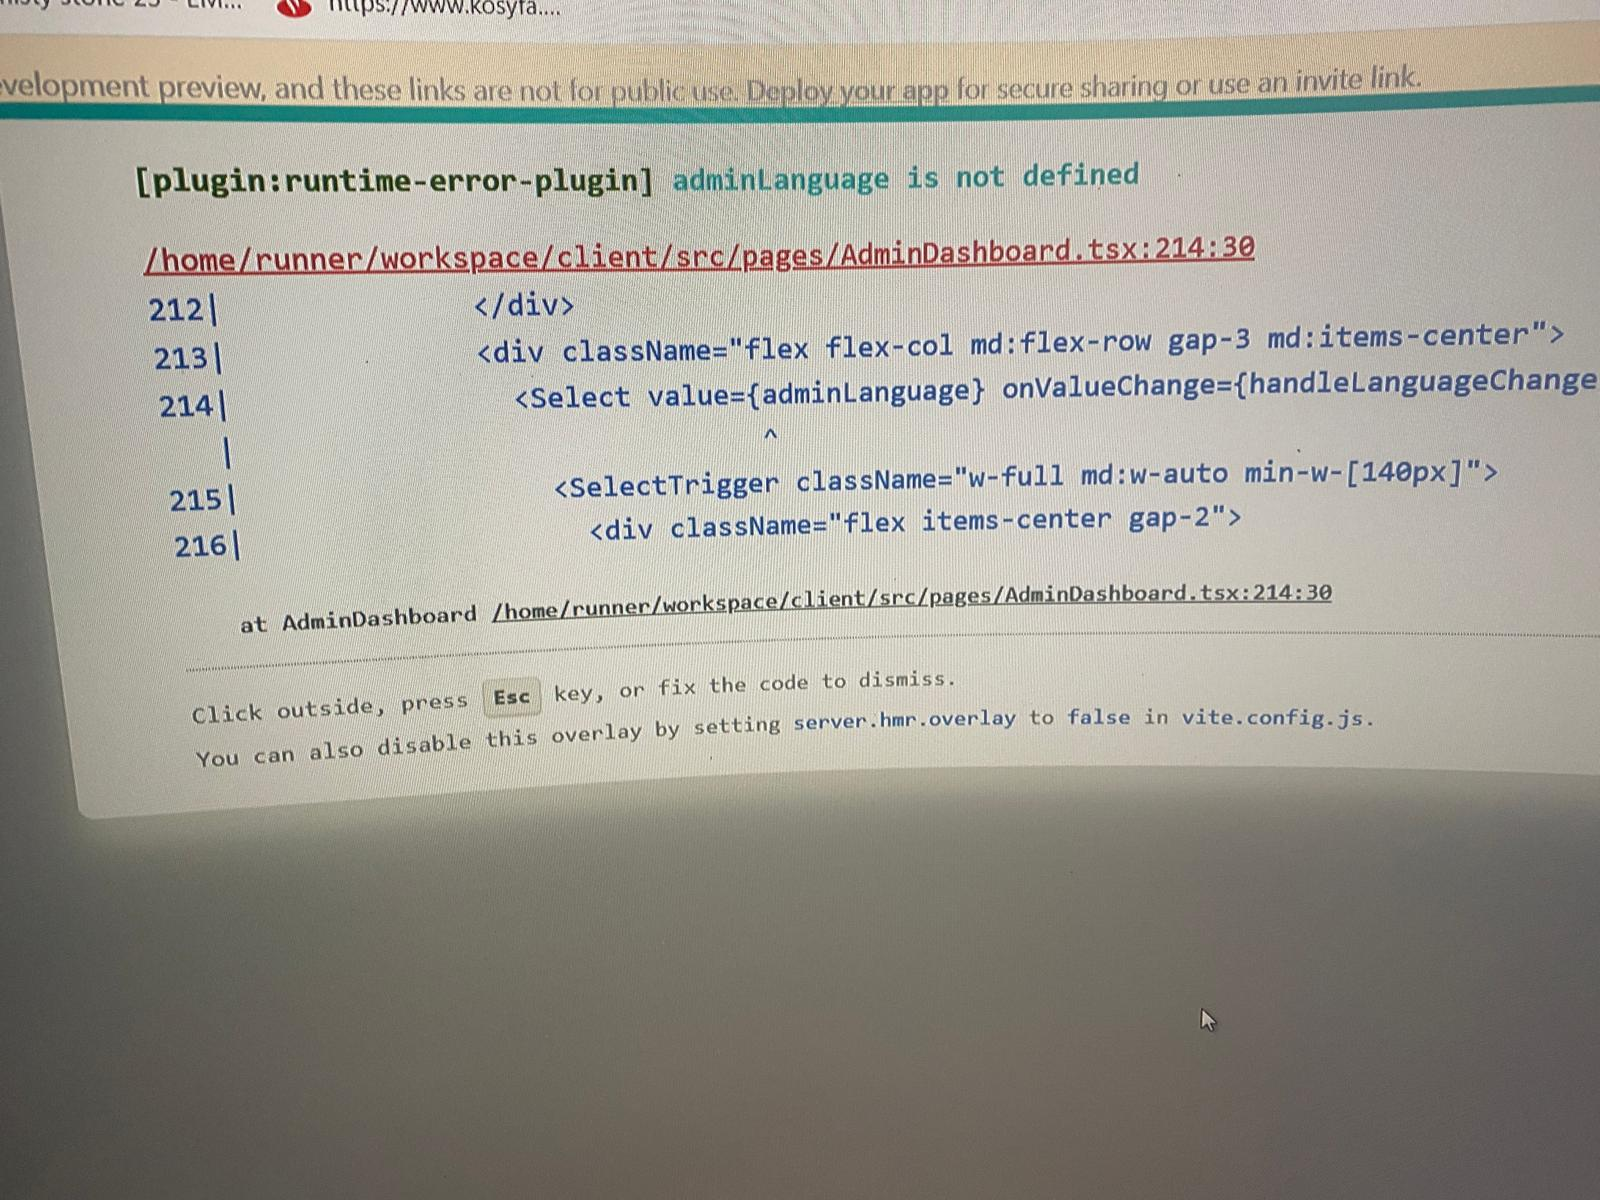 https://www.kosyfa....
velopment preview, and these links are not for public use. Deploy your app for secure sharing or use an invite link.
[plugin:runtime-error-plugin] adminLanguage is not defined
/home/runner/workspace/client/src/pages/AdminDashboard.tsx:214:30
212| </div>
213| <div className="flex flex-col md:flex-row gap-3 md:items-center">
214| <Select value={adminLanguage} onValueChange={handleLanguageChange
| ^
215| <SelectTrigger className="w-full md:w-auto min-w-[140px]">
216| <div className="flex items-center gap-2">
at AdminDashboard /home/runner/workspace/client/src/pages/AdminDashboard.tsx:214:30
Click outside, press Esc key, or fix the code to dismiss.
You can also disable this overlay by setting server.hmr.overlay to false in vite.config.js.